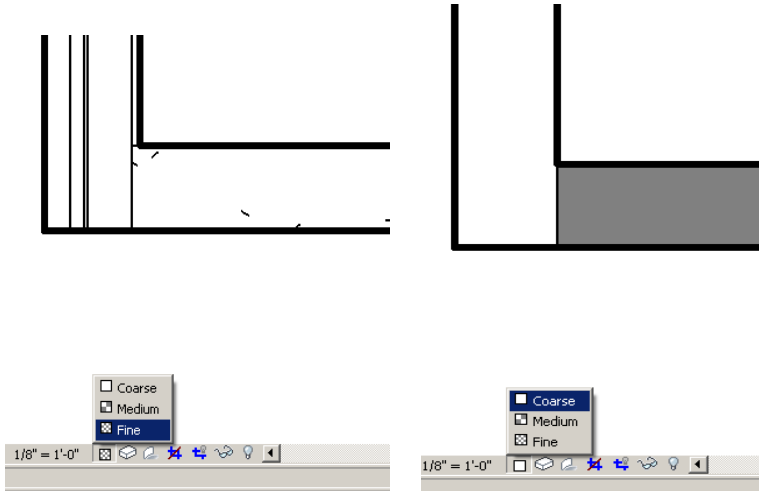 Coarse
Medium
Fine
1/8" = 1'-0"
Coarse
Medium
Fine
1/8" = 1'-0"